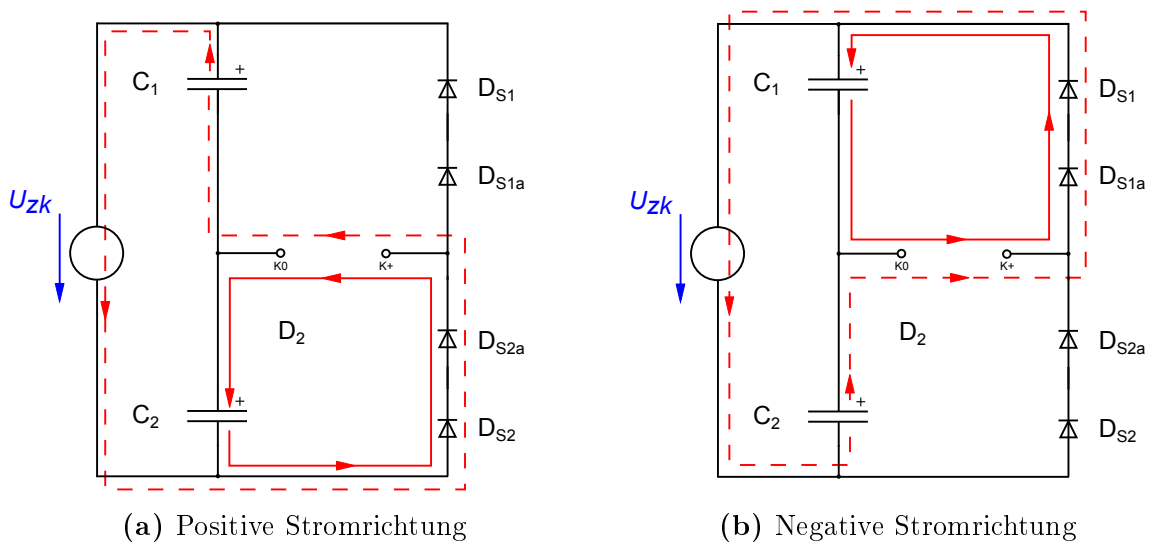 C1
+
DS1
DS1a
Uzk
K0
K+
D2
DS2a
C2
+
DS2
(a) Positive Stromrichtung
C1
+
DS1
DS1a
Uzk
K0
K+
D2
DS2a
C2
+
DS2
(b) Negative Stromrichtung